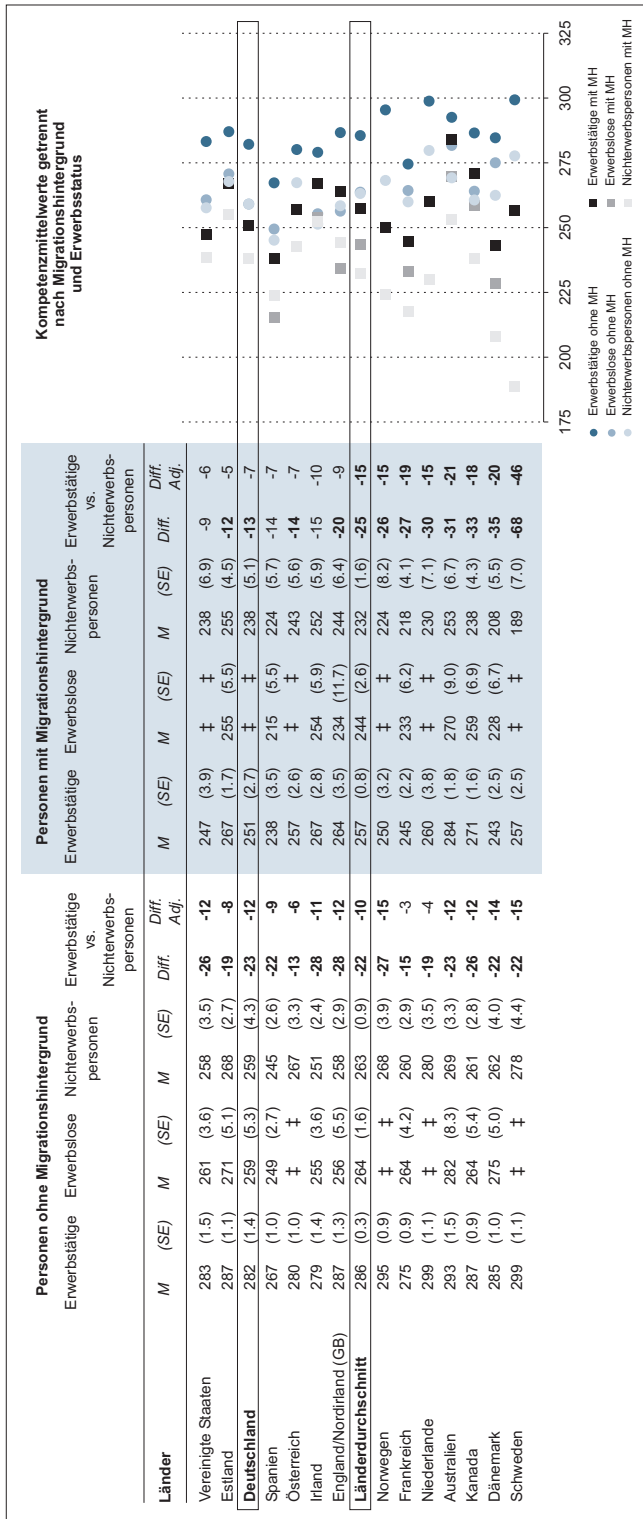 Personen ohne Migrationshintergrund Personen mit Migrationshintergrund Kompetenzmittelwerte getrennt
nach Migrationshintergrund
und Erwerbsstatus
Erwerbstätige Erwerbslose Nichterwerbs-
personen Erwerbstätige
vs.
Nichterwerbs-
personen Erwerbstätige Erwerbslose Nichterwerbs-
personen Erwerbstätige
vs.
Nichterwerbs-
personen
Länder M (SE) M (SE) M (SE) Diff. Diff. Adj. M (SE) M (SE) M (SE) Diff. Diff. Adj.
Vereinigte Staaten 283 (1.5) 261 (3.6) 258 (3.5) -26 -12 247 (3.9) ‡ ‡ 238 (6.9) -9 -6
Estland 287 (1.1) 271 (5.1) 268 (2.7) -19 -8 267 (1.7) 255 (5.5) 255 (4.5) -12 -5
Deutschland 282 (1.4) 259 (5.3) 259 (4.3) -23 -12 251 (2.7) ‡ ‡ 238 (5.1) -13 -7
Spanien 267 (1.0) 249 (2.7) 245 (2.6) -22 -9 238 (3.5) 215 (5.5) 224 (5.7) -14 -7
Österreich 280 (1.0) ‡ ‡ 267 (3.3) -13 -6 257 (2.6) ‡ ‡ 243 (5.6) -14 -7
Irland 279 (1.4) 255 (3.6) 251 (2.4) -28 -11 267 (2.8) 254 (5.9) 252 (5.9) -15 -10
England/Nordirland (GB) 287 (1.3) 256 (5.5) 258 (2.9) -28 -12 264 (3.5) 234 (11.7) 244 (6.4) -20 -9
Länderdurchschnitt 286 (0.3) 264 (1.6) 263 (0.9) -22 -10 257 (0.8) 244 (2.6) 232 (1.6) -25 -15
Norwegen 295 (0.9) ‡ ‡ 268 (3.9) -27 -15 250 (3.2) ‡ ‡ 224 (8.2) -26 -15
Frankreich 275 (0.9) 264 (4.2) 260 (2.9) -15 -3 245 (2.2) 233 (6.2) 218 (4.1) -27 -19
Niederlande 299 (1.1) ‡ ‡ 280 (3.5) -19 -4 260 (3.8) ‡ ‡ 230 (7.1) -30 -15
Australien 293 (1.5) 282 (8.3) 269 (3.3) -23 -12 284 (1.8) 270 (9.0) 253 (6.7) -31 -21
Kanada 287 (0.9) 264 (5.4) 261 (2.8) -26 -12 271 (1.6) 259 (6.9) 238 (4.3) -33 -18
Dänemark 285 (1.0) 275 (5.0) 262 (4.0) -22 -14 243 (2.5) 228 (6.7) 208 (5.5) -35 -20
Schweden 299 (1.1) ‡ ‡ 278 (4.4) -22 -15 257 (2.5) ‡ ‡ 189 (7.0) -68 -46
175 200 225 250 275 300 325
Erwerbstätige ohne MH Erwerbstätige mit MH
Erwerbslose ohne MH Erwerbslose mit MH
Nichterwerbspersonen ohne MH Nichterwerbspersonen mit MH